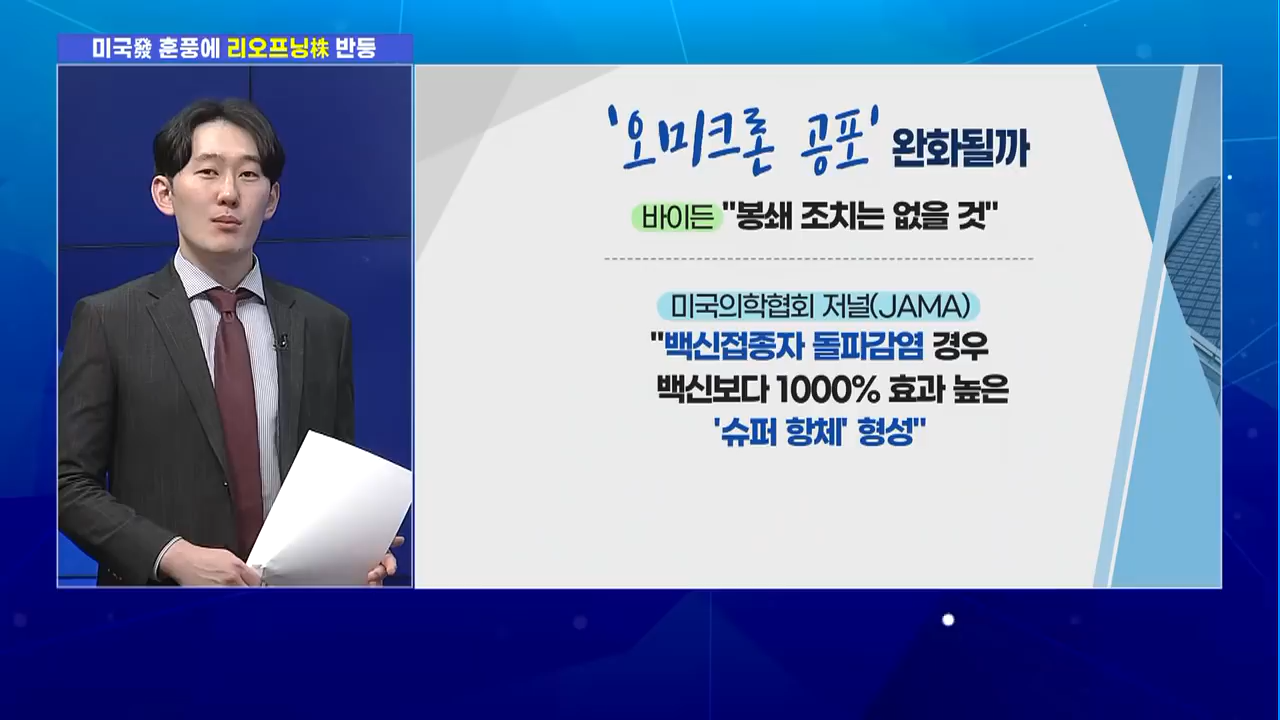 미국發 훈풍에 리오프닝株 반등
'오미크론 공포' 완화될까
바이든 "봉쇄 조치는 없을 것"
미국의학협회 저널(JAMA)
"백신접종자 돌파감염 경우
백신보다 1000% 효과 높은
'슈퍼 항체' 형성"